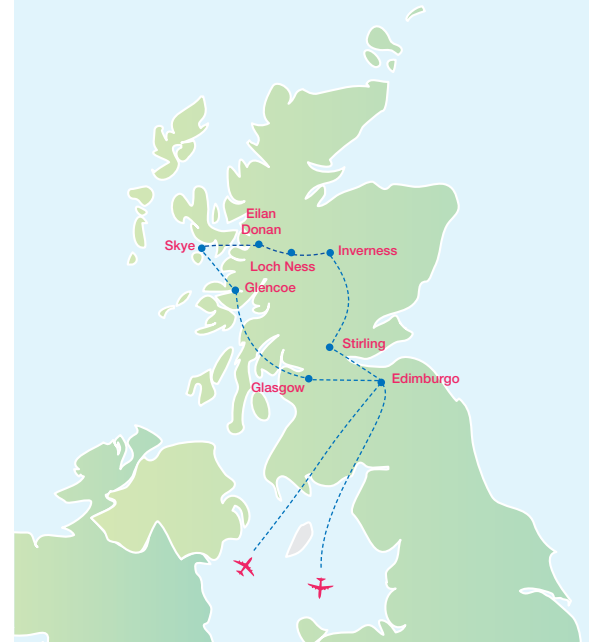 Eilan
Donan
Skye
Inverness
Loch Ness
Glencoe
Stirling
Edimburgo
Glasgow